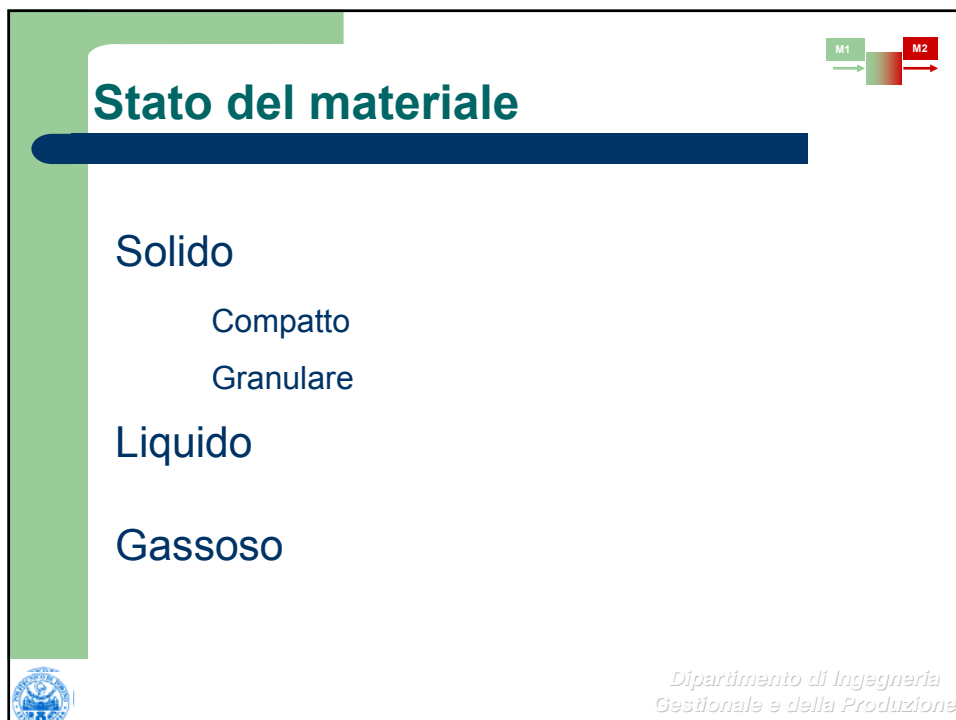 M1 M2
Stato del materiale
Solido
Compatto
Granulare
Liquido
Gassoso
Dipartimento di Ingegneria
Gestionale e della Produzione